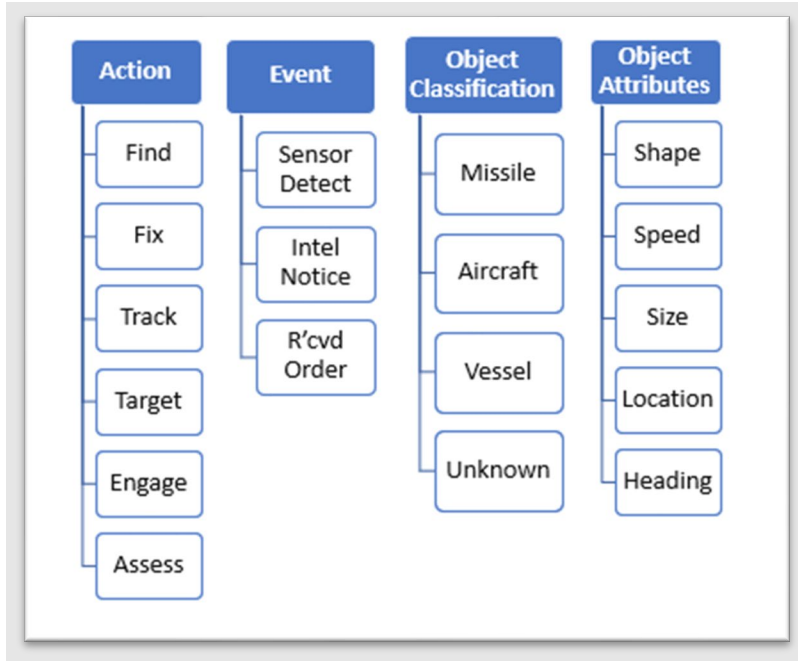 Action
Find
Fix
Track
Target
Engage
Assess
Event
Sensor
Detect
Intel
Notice
R’cvd
Order
Object
Classification
Missile
Aircraft
Vessel
Unknown
Object
Attributes
Shape
Speed
Size
Location
Heading